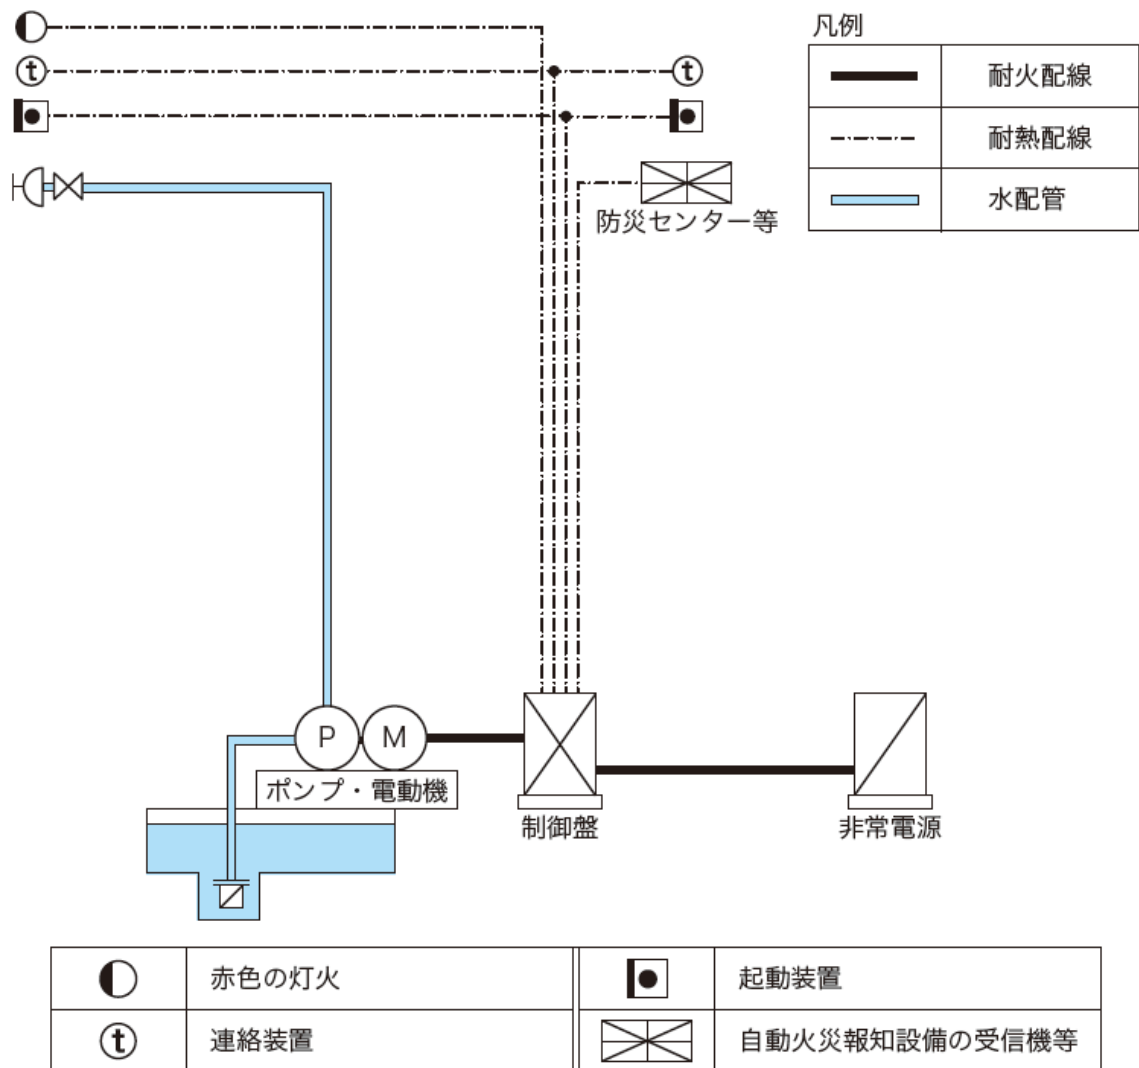 凡例
耐火配線
耐熱配線
水配管
t
t
防災センター等
P
M
ポンプ・電動機
制御盤
非常電源
赤色の灯火
起動装置
t
連絡装置
自動火災報知設備の受信機等